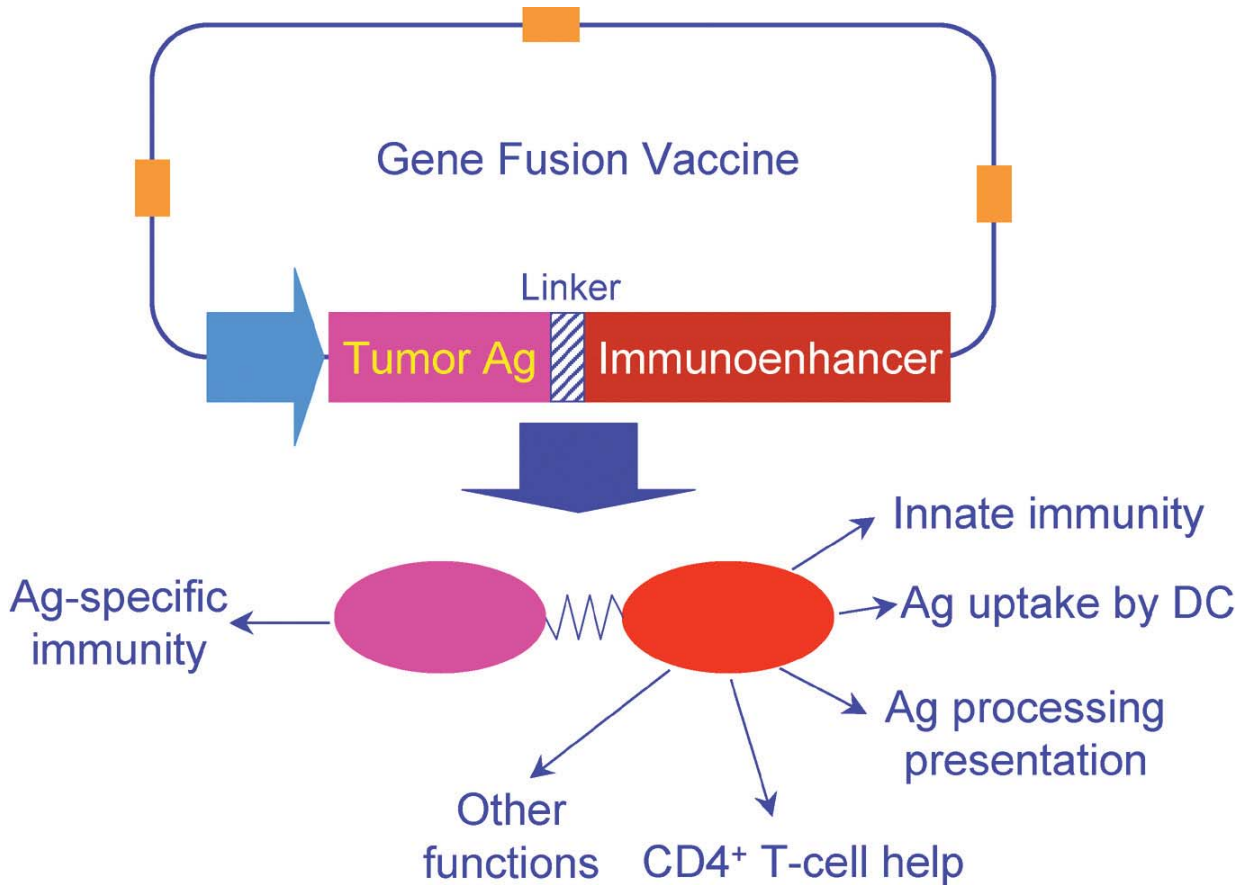 Gene Fusion Vaccine
Linker
Tumor Ag
Immunoenhancer
Innate immunity
Ag-specific
immunity
Ag uptake by DC
Ag processing
presentation
Other
functions
CD4⁺ T-cell help